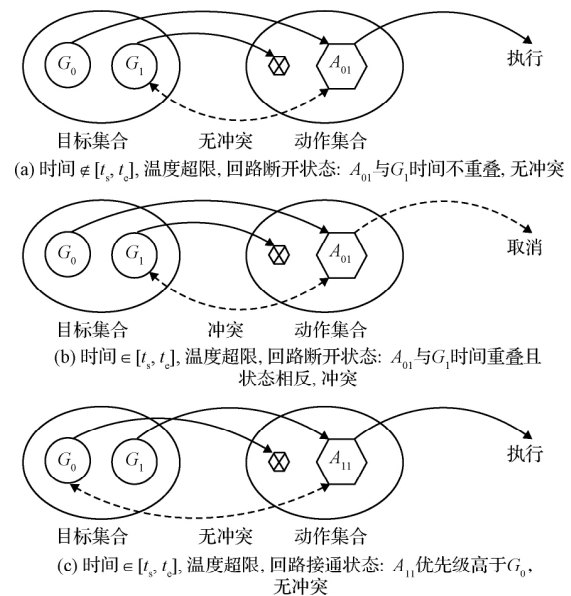 G₀ G₁ A₀₁ 执行
目标集合 无冲突 动作集合
(a) 时间∉[tₛ, tₑ], 温度超限, 回路断开状态: A₀₁与G₁时间不重叠, 无冲突
G₀ G₁ A₀₁ 取消
目标集合 冲突 动作集合
(b) 时间∈[tₛ, tₑ], 温度超限, 回路断开状态: A₀₁与G₁时间重叠且
状态相反, 冲突
G₀ G₁ A₁₁ 执行
目标集合 无冲突 动作集合
(c) 时间∈[tₛ, tₑ], 温度超限, 回路接通状态: A₁₁优先级高于G₀,
无冲突